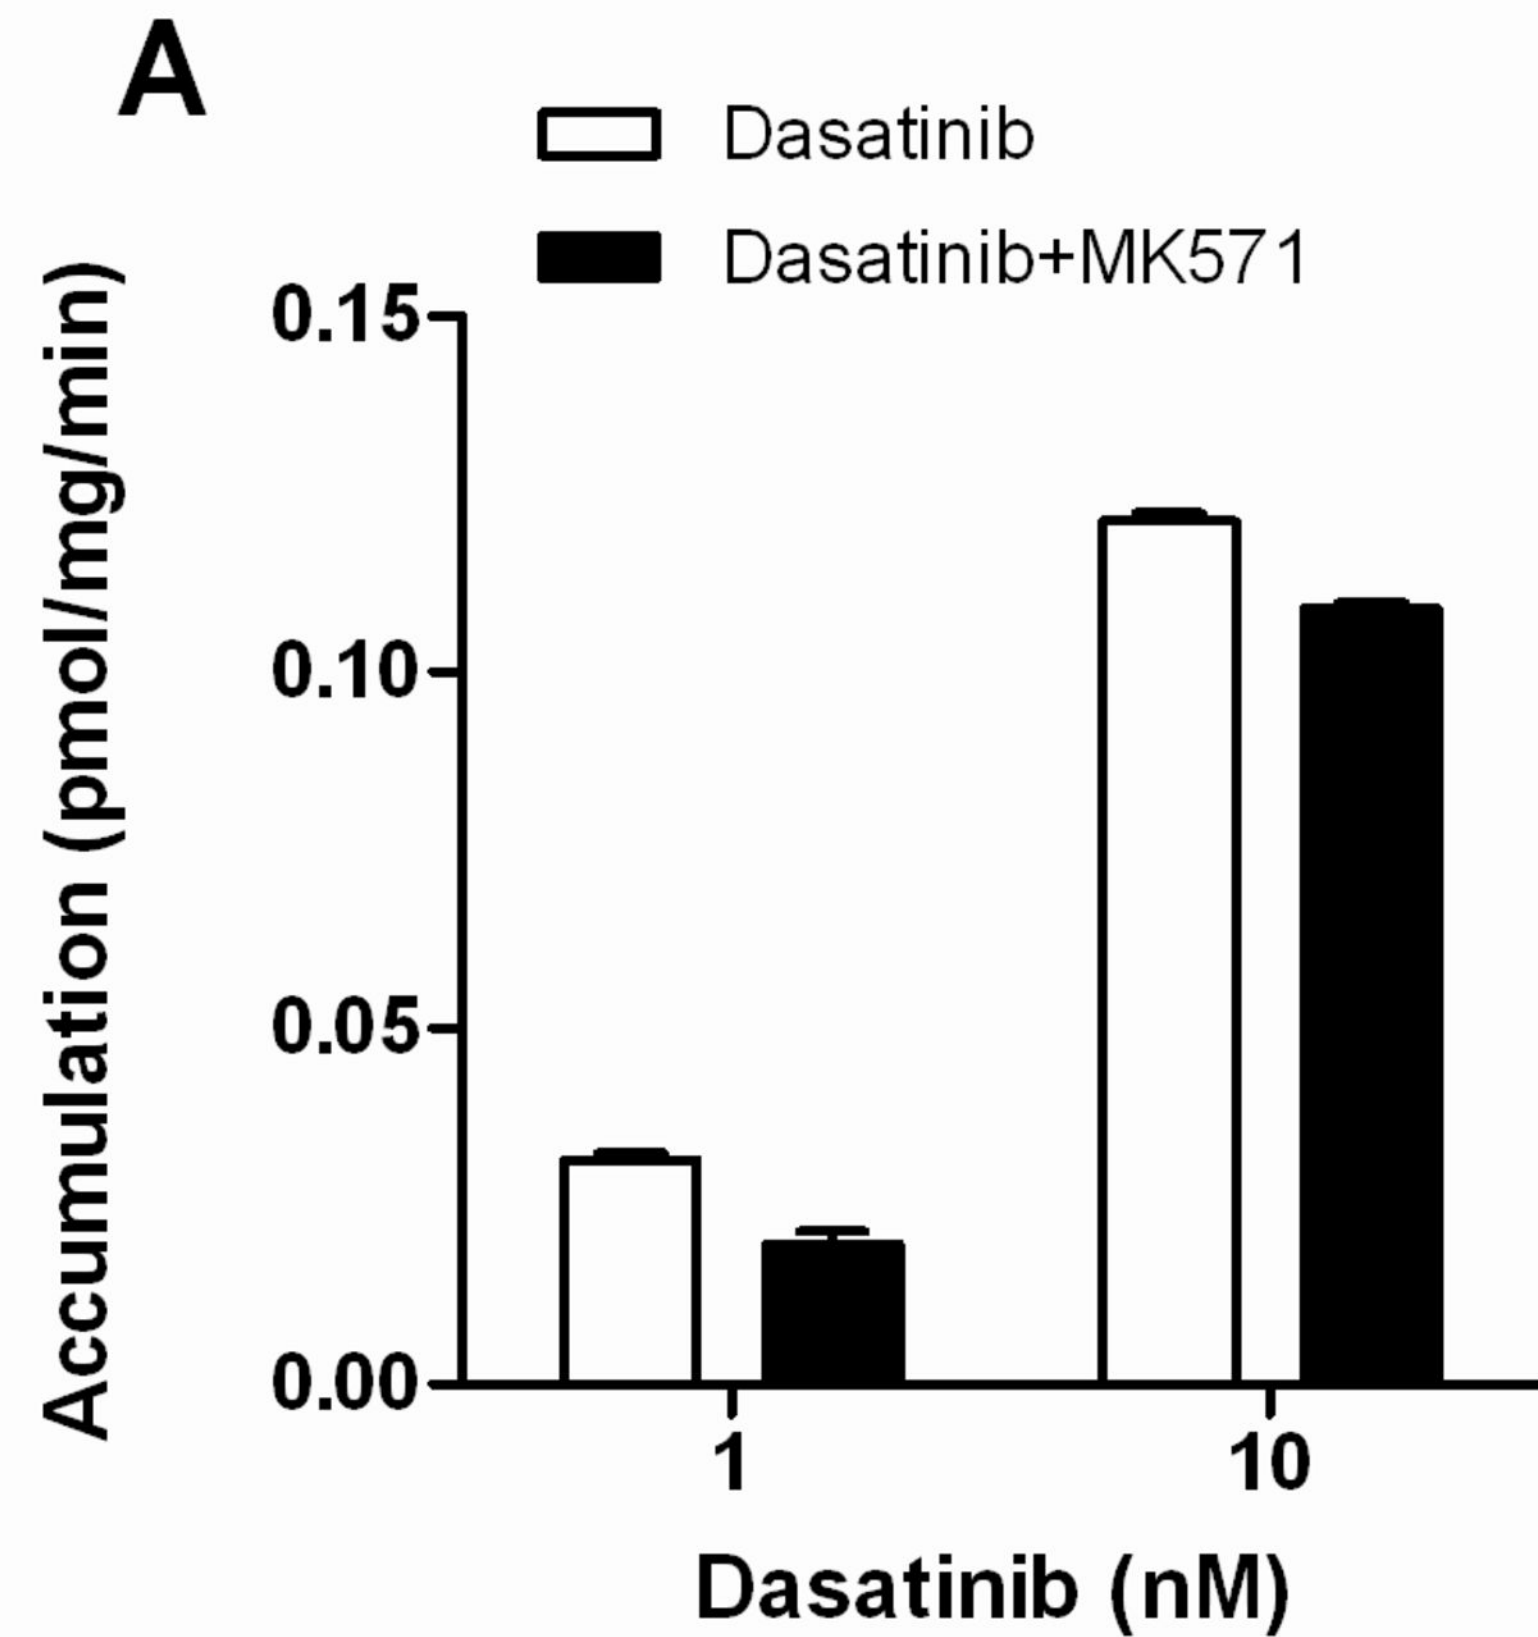 A
Dasatinib
Dasatinib+MK571
Accumulation (pmol/mg/min)
0.15
0.10
0.05
0.00
1
10
Dasatinib (nM)